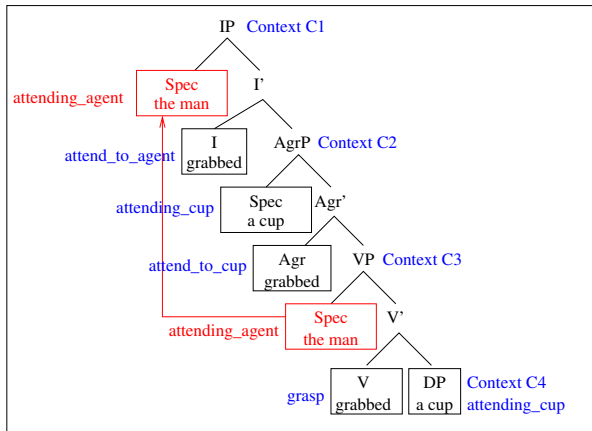 IP Context C1
attending_agent Spec I'
the man
attend_to_agent I AgrP Context C2
grabbed
attending_cup Spec Agr'
a cup
attend_to_cup Agr VP Context C3
grabbed
attending_agent Spec V'
the man
grasp V DP Context C4
grabbed a cup attending_cup